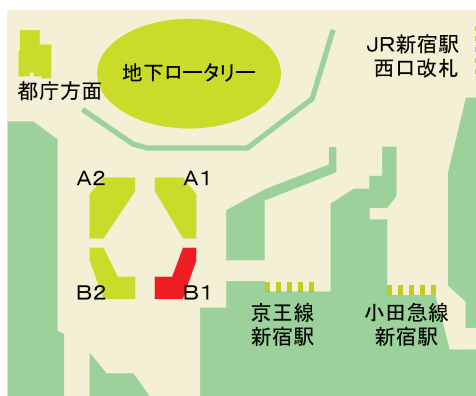 JR新宿駅
西口改札
地下ロータリー
都庁方面
A2
A1
B2
B1
京王線
新宿駅
小田急線
新宿駅